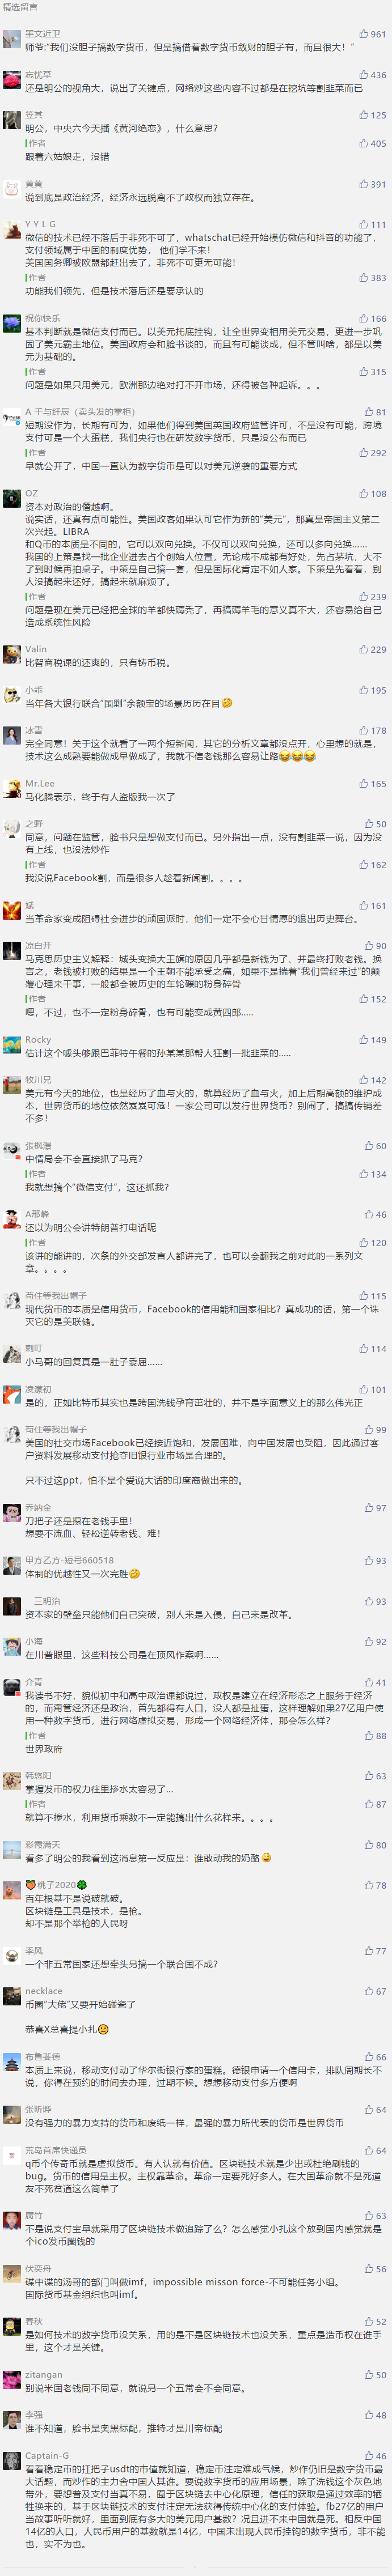 精选留言
墨文近卫
961
师爷:“我们没胆子搞数字货币，但是搞借看数字货币敛财的胆子有，而且很大！”
忘忧草
436
还是明公的视角大，说出了关键点，网络炒这些内容不过都是在挖坑等割韭菜而已
笠其
125
明公，中央六今天播《黄河绝恋》，什么意思？
作者
405
跟着六姑娘走，没错
黄黄
391
说到底是政治经济，经济永远脱离不了政权而独立存在。
Y Y L G
111
微信的技术已经不落后于非死不可了，whatschat已经开始模仿微信和抖音的功能了，
支付领域属于中国的制度优势， 他们学不来！
美国国务卿被欧盟都赶出去了，非死不可更无可能！
作者
383
功能我们领先，但是技术落后还是要承认的
祝你快乐
166
基本判断就是微信支付而已。以美元托底挂钩，让全世界变相用美元交易，更进一步巩
固了美元霸主地位。美国政府会和脸书谈的，而且有可能谈成，但不管叫啥，都是以美
元为基础的。
作者
315
问题是如果只用美元，欧洲那边绝对打不开市场，还得被各种起诉。。。
A 千与纤辰（卖头发的掌柜）
81
短期没作为，长期有可为，如果他们得到美国英国政府监管许可，不是没有可能，跨境
支付可是一个大蛋糕，我们央行也在研发数字货币，只是没公布而已
作者
292
早就公开了，中国一直认为数字货币是可以对美元逆袭的重要方式
OZ
108
资本对政治的僭越啊。
说实话，还真有点可能性。美国政客如果认可它作为新的“美元”，那真是帝国主义第二
次兴起。LIBRA
和Q币的本质是不同的，它可以双向兑换。不仅可以双向兑换，还可以多向兑换……
我国的上策是找一批企业进去占个创始人位置，无论成不成都有好处，先占茅坑，大不
了到时候再拍桌子。中策是自己搞一套，但是国际化肯定不如人家。下策是先看看，别
人没搞起来还好，搞起来就麻烦了。
作者
239
问题是现在美元已经把全球的羊都快薅秃了，再搞薅羊毛的意义真不大，还容易给自己
造成系统性风险
Valin
229
比智商税课的还爽的，只有铸币税。
小乖
195
当年各大银行联合“围剿”余额宝的场景历历在目🤔
冰雪
178
完全同意！关于这个就看了一两个短新闻，其它的分析文章都没点开，心里想的就是，
技术这么成熟要能做成早做成了，我就不信老钱那么容易让路😂😂😂
Mr.Lee
165
马化腾表示，终于有人盗版我一次了
之野
50
同意，问题在监管，脸书只是想做支付而已。另外指出一点，没有割韭菜一说，因为没
有上线，也没法炒作
作者
162
我没说Facebook割，而是很多人趁看新闻割。。。。
斌
161
当革命家变成阻碍社会进步的顽固派时，他们一定不会心甘情愿的退出历史舞台。
凉白开
90
马克思历史主义解释：城头变换大王旗的原因几乎都是新钱为了、并最终打败老钱。换
言之，老钱被打败的结果是一个王朝不能承受之痛，如果不是揣看“我们曾经来过”的颠
覆心理来干事，一般都会被历史的车轮碾的粉身碎骨
作者
152
嗯，不过，也不一定粉身碎骨，也有可能变成黄四郎.....
Rocky
149
估计这个噱头够跟巴菲特午餐的孙某某那帮人狂割一批韭菜的.....
牧川兄
142
美元有今天的地位，也是经历了血与火的，就算经历了血与火，加上后期高额的维护成
本，世界货币的地位依然岌岌可危！一家公司可以发行世界货币？别闹了，搞搞传销差
不多！
張枫灃
60
中情局会不会直接抓了马克？
作者
134
我就想搞个“微信支付”，这还抓我？
A邢峰
46
还以为明公会讲特朗普打电话呢
作者
120
该讲的能讲的，次条的外交部发言人都讲完了，也可以会翻我之前对此的一系列文
章。。。。
苟住等我出帽子
115
现代货币的本质是信用货币，Facebook的信用能和国家相比？真成功的话，第一个诛
灭它的是美联储。
刺叮
114
小马哥的回复真是一肚子委屈......
凌濛初
101
是的，正如比特币其实也是跨国洗钱孕育茁壮的，并不是字面意义上的那么伟光正
苟住等我出帽子
99
美国的社交市场Facebook已经接近饱和，发展困难，向中国发展也受阻，因此通过客
户资料发展移动支付抢夺旧银行业市场是合理的。
只不过这ppt，怕不是个爱说大话的印度裔做出来的。
乔纳金
97
刀把子还是攥在老钱手里！
想要不流血，轻松逆转老钱、难！
甲方乙方-短号660518
93
体制的优越性又一次完胜🤔
三明治
93
资本家的壁垒只能他们自己突破，别人来是入侵，自己来是改革。
小海
92
在川普眼里，这些科技公司是在顶风作案啊......
介青
41
我读书不好，貌似初中和高中政治课都说过，政权是建立在经济形态之上服务于经济
的，而甭管经济还是政治，首先都得有人口，没人都是扯蛋，这样理解如果27亿用户使
用一种数字货币，进行网络虚拟交易，形成一个网络经济体，那会怎么样？
作者
88
世界政府
韩悠阳
63
掌握发币的权力往里掺水太容易了...
作者
87
就算不掺水，利用货币乘数不一定能搞出什么花样来。。。。
彩霞满天
80
看多了明公的我看到这消息第一反应是：谁敢动我的奶酪😄
🍑桃子2020🍀
78
百年根基不是说破就破。
区块链是工具是技术，是枪。
却不是那个举枪的人民呀
季风
77
一个非五常国家还想牵头另搞一个联合国不成？
necklace
67
币圈“大佬”又要开始碰瓷了
恭喜X总喜提小扎🙂
布魯斐德
66
本质上来说，移动支付动了华尔街银行家的蛋糕。德银申请一个信用卡，排队周期长不
说，你得在预约的时间去办理，过期不候。想想移动支付多方便啊
张昕晔
64
没有强力的暴力支持的货币和废纸一样，最强的暴力所代表的货币是世界货币
荒岛首席快递员
64
q币个传奇币就是虚拟货币。有人认就有价值。区块链技术就是少出或杜绝刷钱的
bug。货币的信用是主权。主权靠革命。革命一定要死好多人。在大国革命就不是死道
友不死贫道这么简单了
腐竹
63
不是说支付宝早就采用了区块链技术做追踪了么？怎么感觉小扎这个放到国内感觉就是
个ico发币圈钱的
伏奕舟
56
碟中谍的汤哥的部门叫做imf，impossible misson force-不可能任务小组。
国际货币基金组织也叫imf。
春秋
52
是如何技术的数字货币没关系，用的是不是区块链技术也没关系，重点是造币权在谁手
里，这个才是关键。
zitangan
50
别说米国老钱同不同意，就说另一个五常会不会同意。
李强
48
谁不知道，脸书是奥黑标配，推特才是川帝标配
Captain-G
46
看看稳定币的扛把子usdt的市值就知道，稳定币注定难成气候，炒作仍旧是数字货币最
大话题，而炒作的主力舍中国人其谁。要说数字货币的应用场景，除了洗钱这个灰色地
带外，要想普及支付当真不易，囿于区块链去中心化原理，信任的获取是通过效率的牺
牲换来的，基于区块链技术的支付注定无法获得传统中心化的支付体验。fb27亿的用户
当故事听听就好，里面到底有多大的美元用户基数？况且进不来中国就是死。相反中国
14亿的人口，人民币用户的基数就是14亿，中国未出现人民币挂钩的数字货币，非不能
也，实不为也。